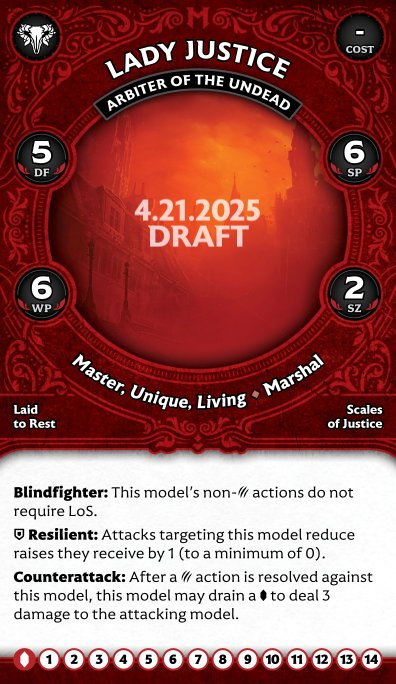 -
COST
LADY JUSTICE
ARBITER OF THE UNDEAD
5
DF
6
SP
4.21.2025
DRAFT
6
WP
2
SZ
Master, Unique, Living ♦ Marshal
Laid
to Rest
Scales
of Justice
Blindfighter: This model's non- actions do not
require LoS.
Resilient: Attacks targeting this model reduce
raises they receive by 1 (to a minimum of 0).
Counterattack: After a action is resolved against
this model, this model may drain a to deal 3
damage to the attacking model.
1 2 3 4 5 6 7 8 9 10 11 12 13 14